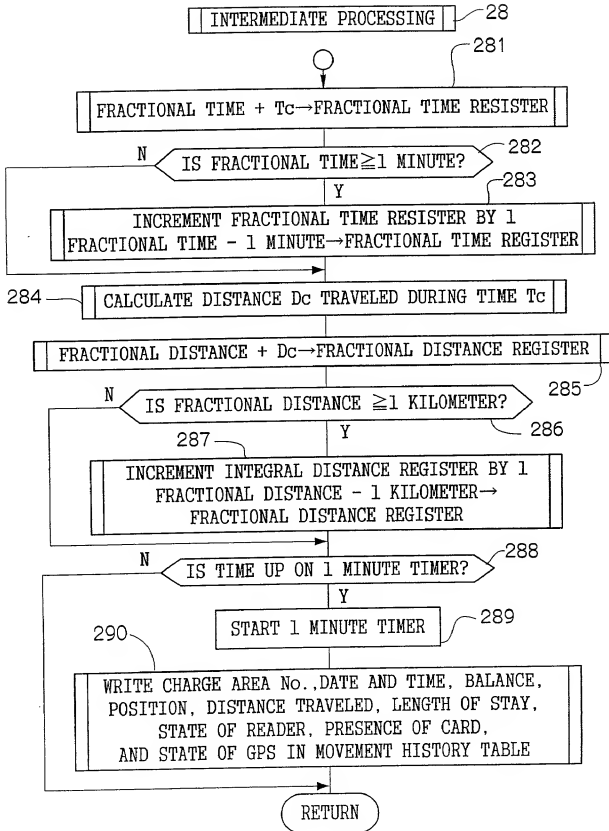 INTERMEDIATE PROCESSING
28
281
FRACTIONAL TIME + Tc→FRACTIONAL TIME RESISTER
282
N
IS FRACTIONAL TIME≧1 MINUTE?
Y
283
INCREMENT FRACTIONAL TIME RESISTER BY 1
FRACTIONAL TIME - 1 MINUTE→FRACTIONAL TIME REGISTER
284
CALCULATE DISTANCE Dc TRAVELED DURING TIME Tc
FRACTIONAL DISTANCE + Dc→FRACTIONAL DISTANCE REGISTER
285
N
IS FRACTIONAL DISTANCE ≧1 KILOMETER?
286
287
Y
INCREMENT INTEGRAL DISTANCE REGISTER BY 1
FRACTIONAL DISTANCE - 1 KILOMETER→
FRACTIONAL DISTANCE REGISTER
288
N
IS TIME UP ON 1 MINUTE TIMER?
Y
289
START 1 MINUTE TIMER
290
WRITE CHARGE AREA No.,DATE AND TIME, BALANCE,
POSITION, DISTANCE TRAVELED, LENGTH OF STAY,
STATE OF READER, PRESENCE OF CARD,
AND STATE OF GPS IN MOVEMENT HISTORY TABLE
RETURN